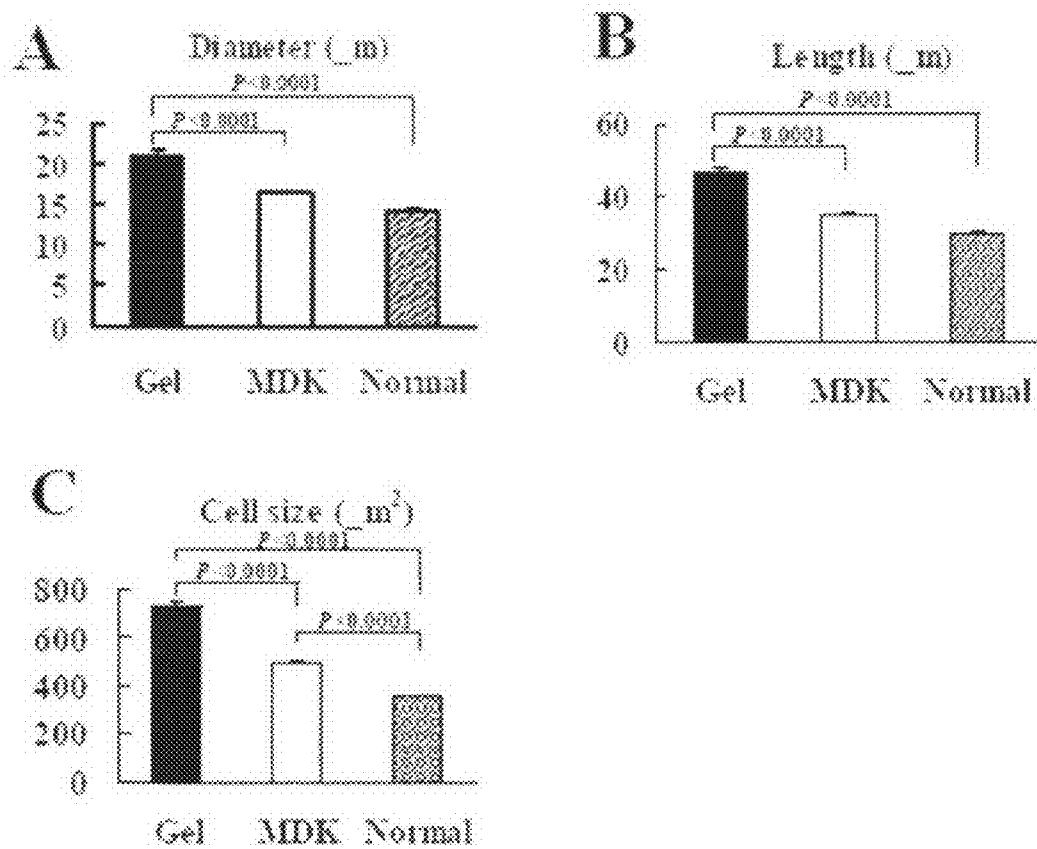 A
Diameter (_m)
P<0.0001
P<0.0001
25
20
15
10
5
0
Gel MDK Normal
B
Length (_m)
P<0.0001
P<0.0001
60
40
20
0
Gel MDK Normal
C
Cell size (_m²)
P<0.0001
P<0.0001
P<0.0001
800
600
400
200
0
Gel MDK Normal